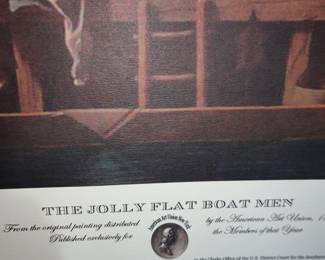 THE JOLLY FLAT BOAT MEN
From the original painting distributed
Published exclusively for
American Art Union New York
by the American Art Union, 1
the Members of that Year
in the Clerks Office of the U.S. District Court for the Southern